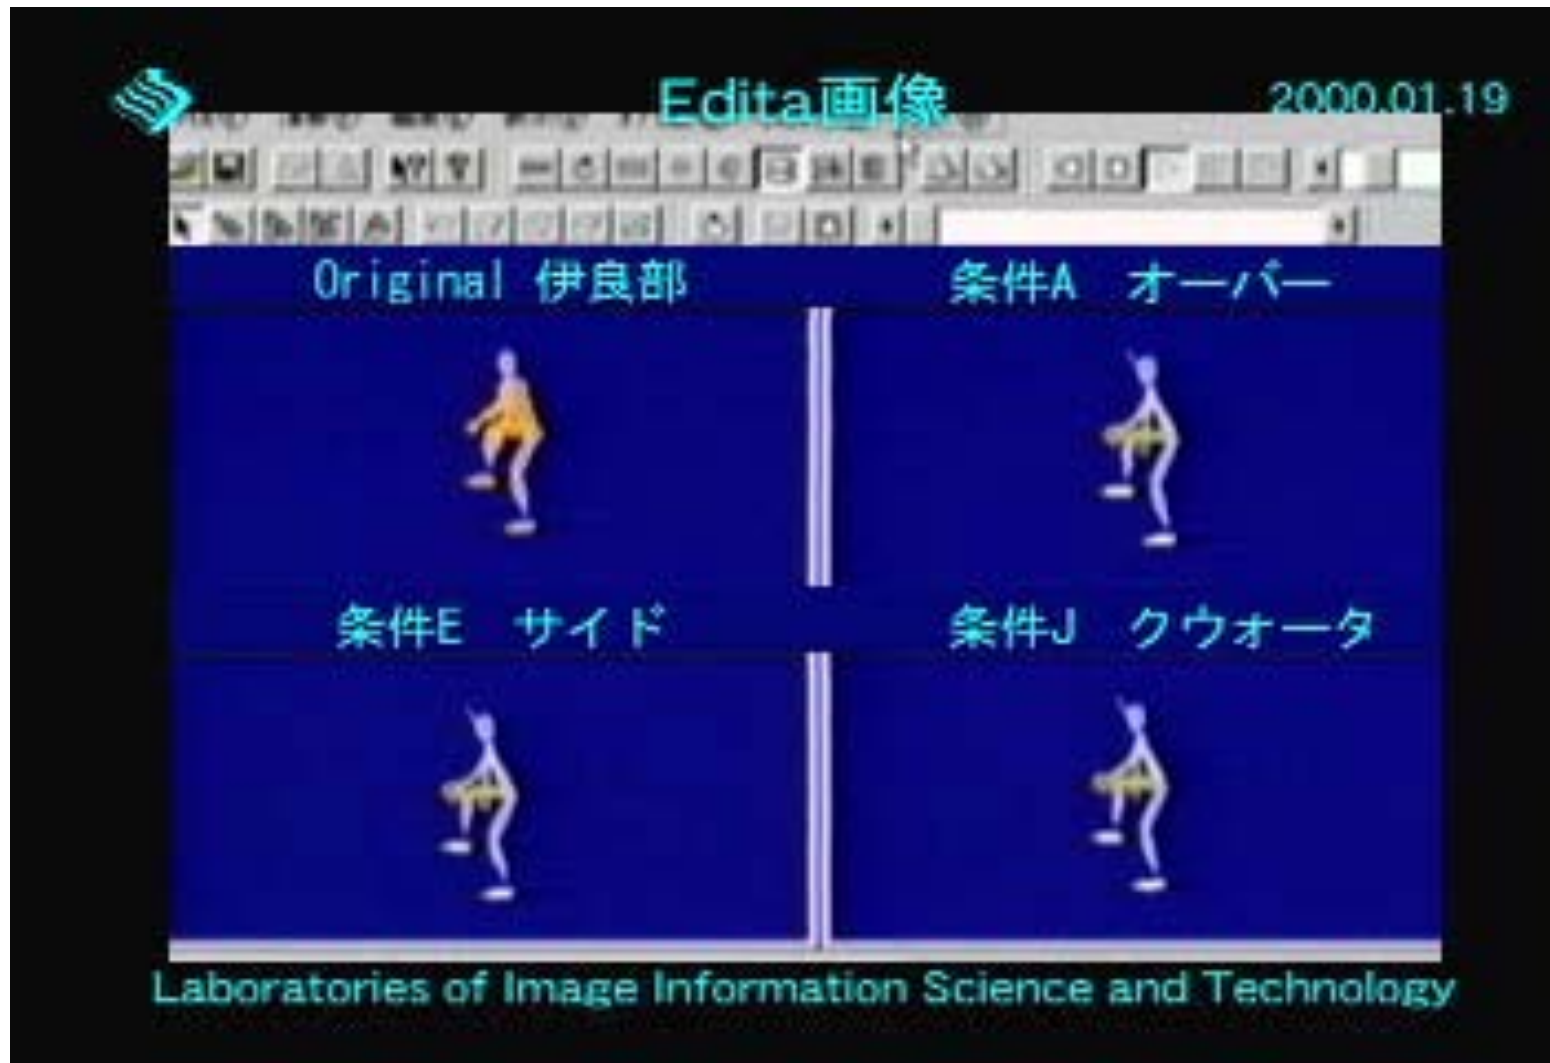 Edita画像
2000.01.19
Original 伊良部
条件A オーバー
条件E サイド
条件J クウォータ
Laboratories of Image Information Science and Technology